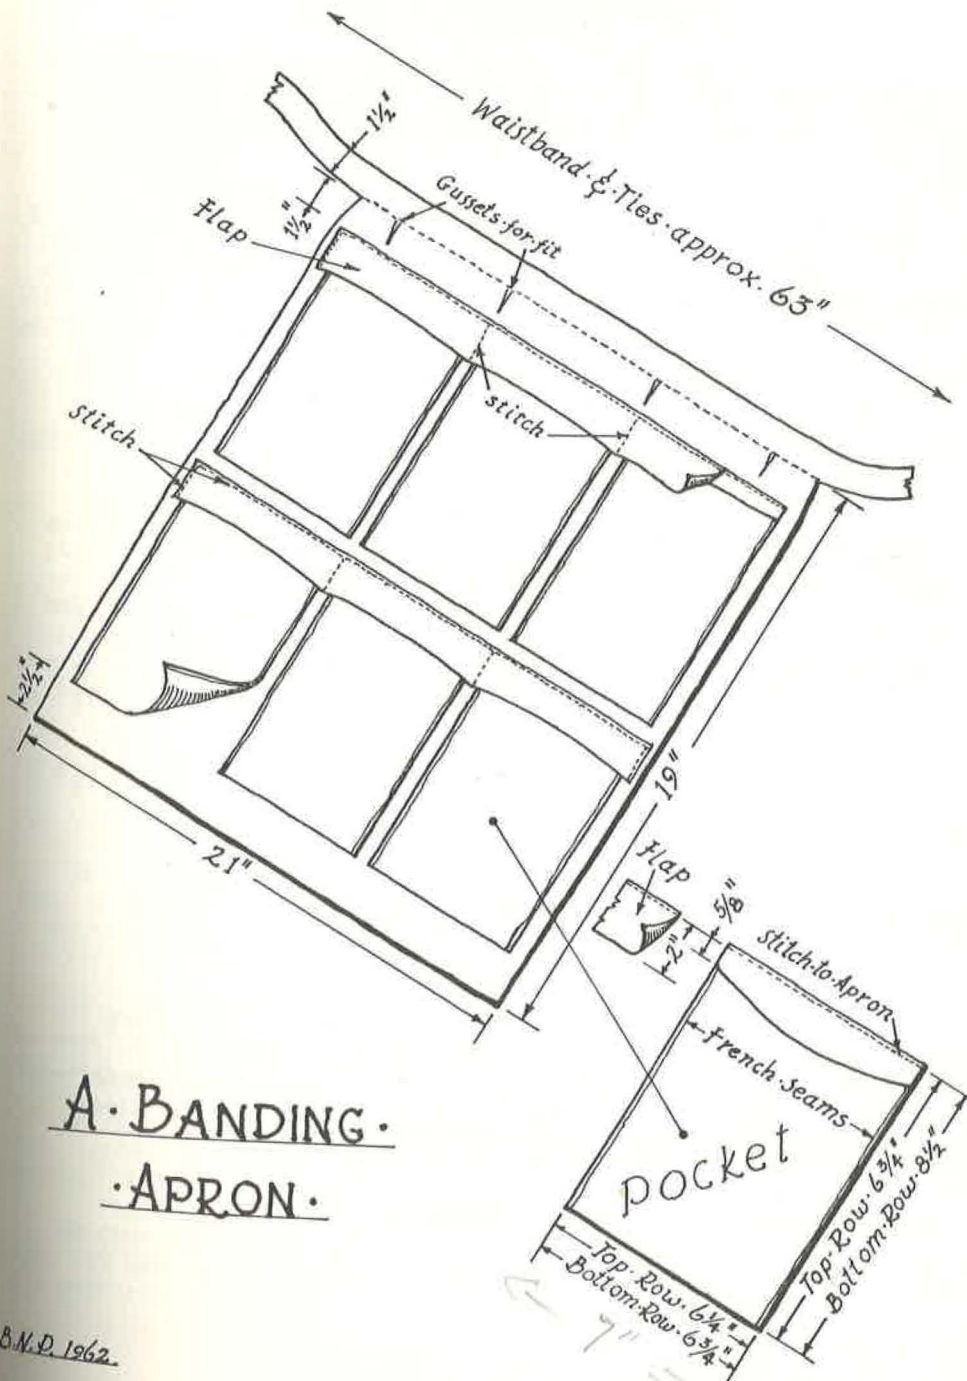 Waistband·&·Ties·approx·63"
1½"
1½"
Gussets·for·fit
Flap
stitch
stitch
2½"
21"
19"
Flap
5/8"
2"
stitch·to·Apron
French·Seams
pocket
Top·Row·6¾"
Bottom·Row·8½"
Top·Row·6¼"
Bottom·Row·6¾"
7"
A·BANDING·
·APRON·
B.N.P. 1962